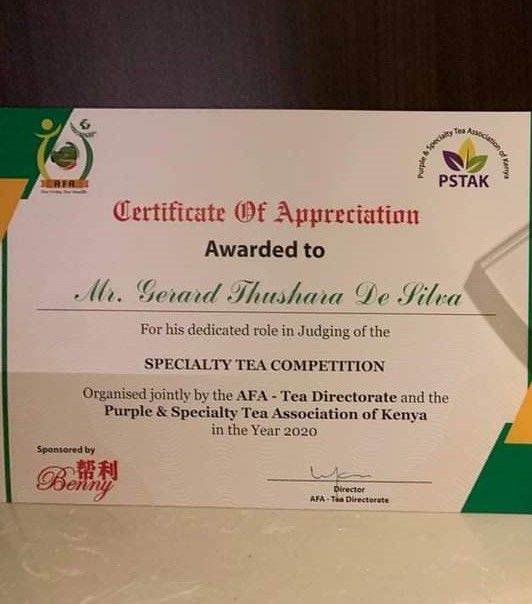 AFA
Purple & Specialty Tea Association of Kenya
PSTAK
Certificate Of Appreciation
Awarded to
Mr. Gerard Thushara De Silva
For his dedicated role in Judging of the
SPECIALTY TEA COMPETITION
Organised jointly by the AFA - Tea Directorate and the
Purple & Specialty Tea Association of Kenya
in the Year 2020
Sponsored by
帮利
Benny
Director
AFA - Tea Directorate